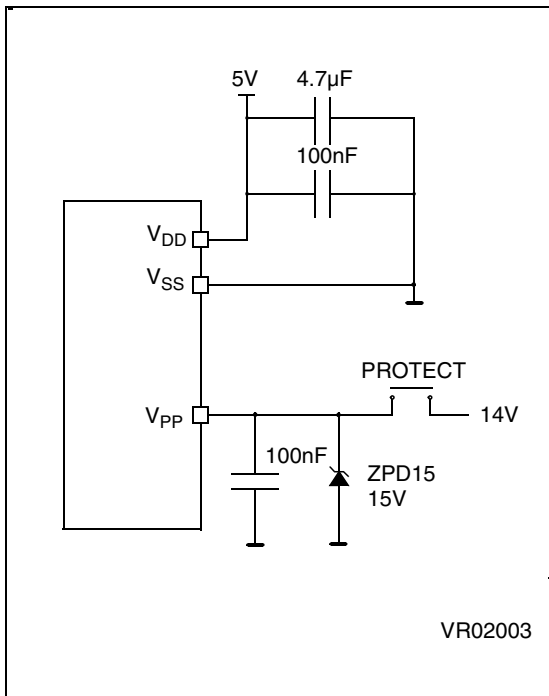 5V
4.7µF
100nF
VDD
VSS
PROTECT
VPP
14V
100nF
ZPD15
15V
VR02003